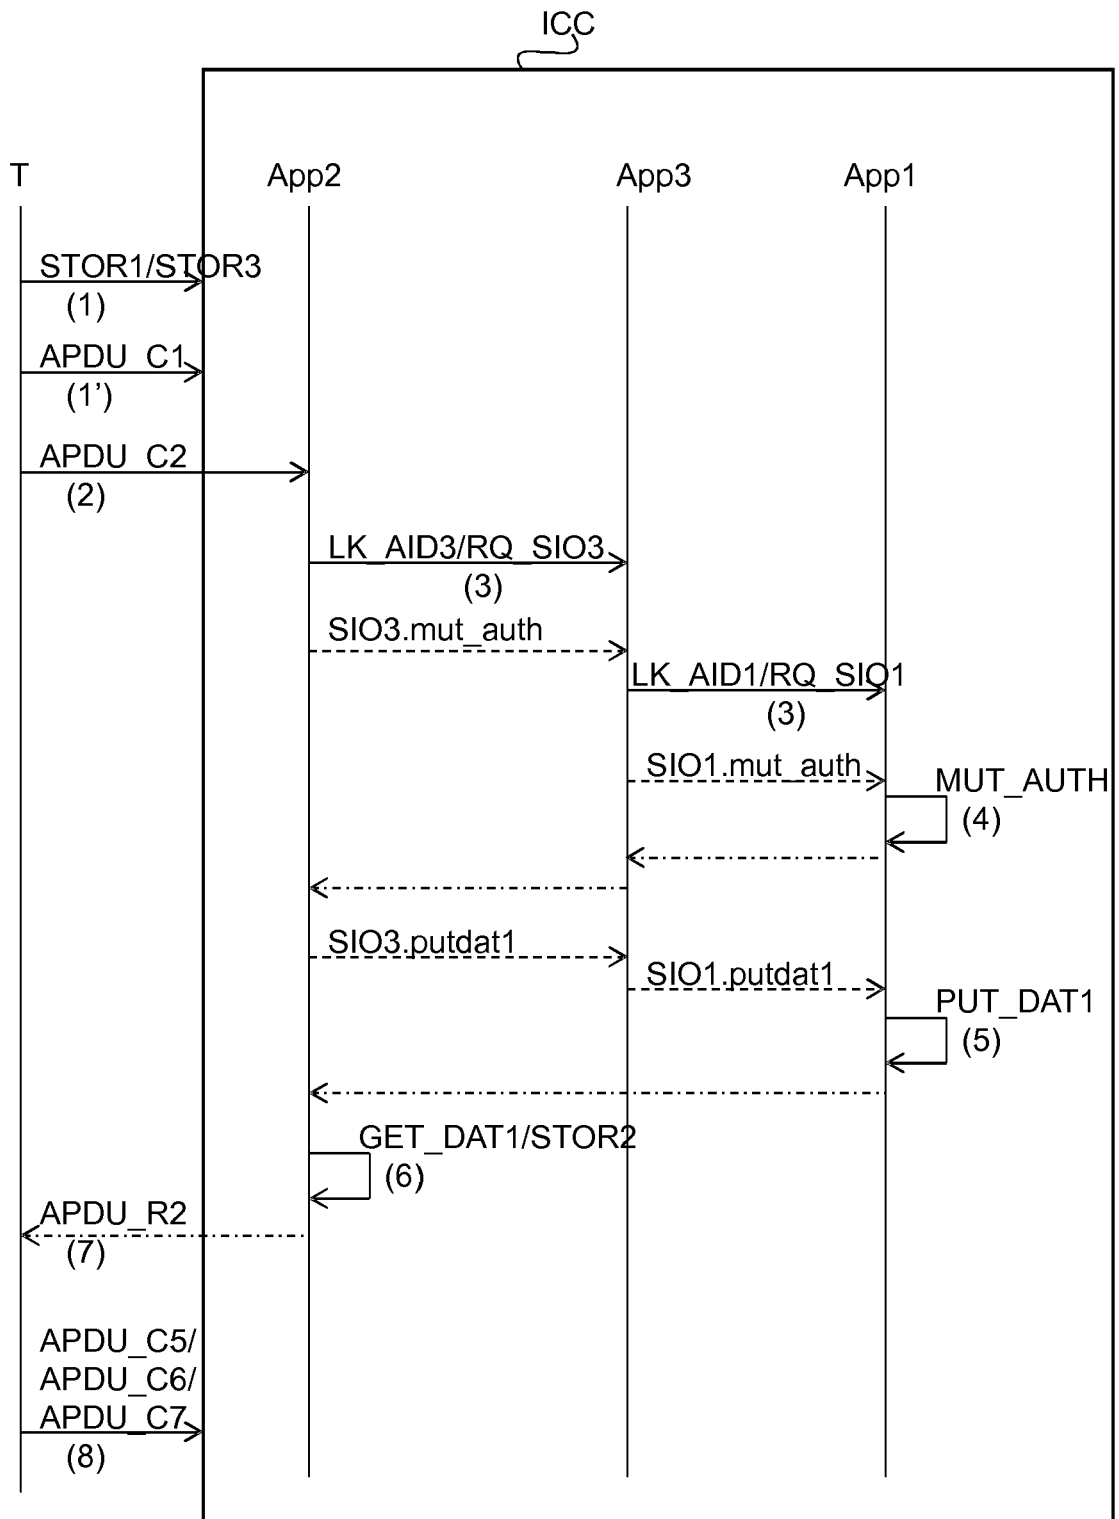 ICC
T
App2
App3
App1
STOR1/STOR3
(1)
APDU_C1
(1’)
APDU_C2
(2)
LK_AID3/RQ_SIO3
(3)
SIO3.mut_auth
LK_AID1/RQ_SIO1
(3)
SIO1.mut_auth
MUT_AUTH
(4)
SIO3.putdat1
SIO1.putdat1
PUT_DAT1
(5)
GET_DAT1/STOR2
(6)
APDU_R2
(7)
APDU_C5/
APDU_C6/
APDU_C7
(8)